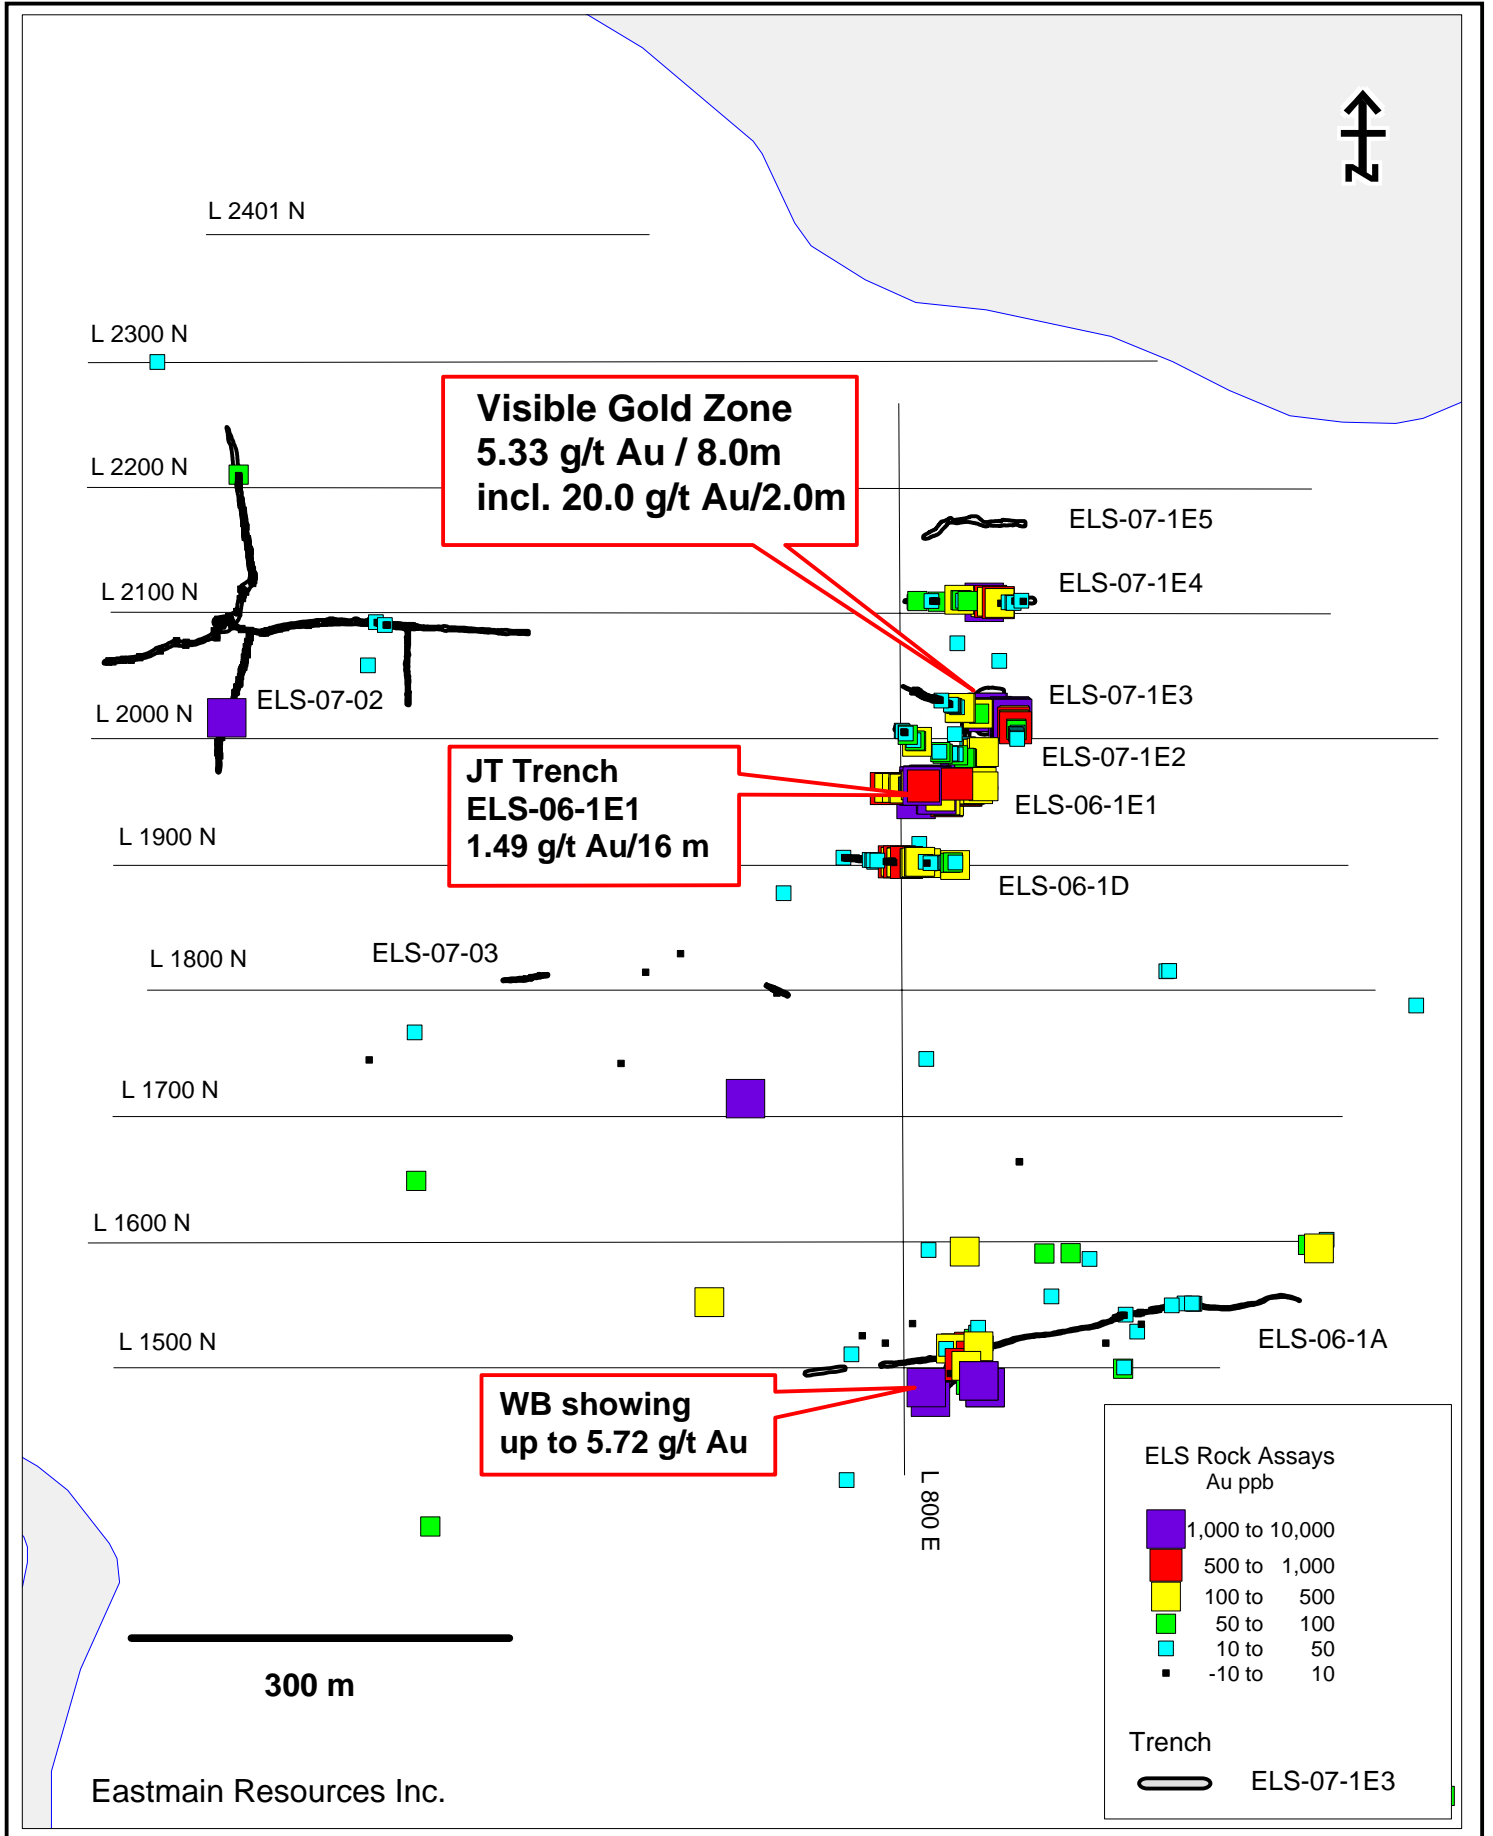 L 2401 N
L 2300 N
Visible Gold Zone
5.33 g/t Au / 8.0m
incl. 20.0 g/t Au/2.0m
L 2200 N
ELS-07-1E5
ELS-07-1E4
L 2100 N
ELS-07-02
ELS-07-1E3
L 2000 N
ELS-07-1E2
JT Trench
ELS-06-1E1
1.49 g/t Au/16 m
ELS-06-1E1
L 1900 N
ELS-06-1D
ELS-07-03
L 1800 N
L 1700 N
L 1600 N
L 1500 N
ELS-06-1A
WB showing
up to 5.72 g/t Au
L 800 E
ELS Rock Assays
Au ppb
1,000 to 10,000
500 to 1,000
100 to 500
50 to 100
10 to 50
-10 to 10
Trench
ELS-07-1E3
300 m
Eastmain Resources Inc.
N